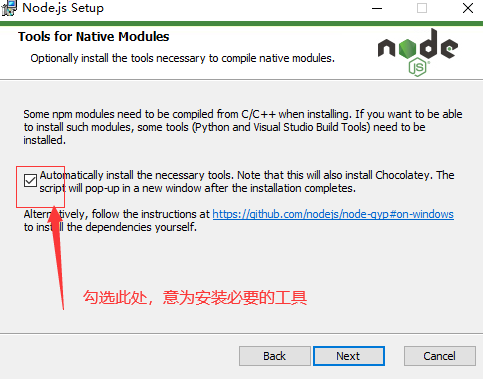 Node.js Setup
Tools for Native Modules
Optionally install the tools necessary to compile native modules.
node
JS
Some npm modules need to be compiled from C/C++ when installing. If you want to be able
to install such modules, some tools (Python and Visual Studio Build Tools) need to be
installed.
Automatically install the necessary tools. Note that this will also install Chocolatey. The
script will pop-up in a new window after the installation completes.
Alternatively, follow the instructions at https://github.com/nodejs/node-gyp#on-windows
to install the dependencies yourself.
勾选此处，意为安装必要的工具
Back
Next
Cancel